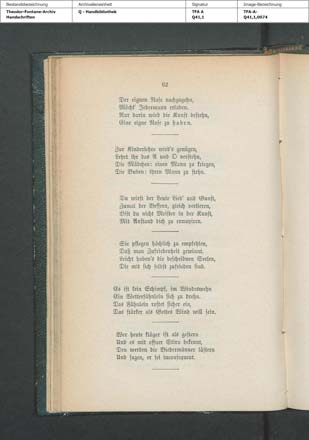 Bestandsbezeichnung
Archivalieneinheit
Signatur
Image-Bezeichnung
Theodor-Fontane-Archiv
Handschriften
Q - Handbibliothek
TFA A
Q41,1
TFA-A:
Q41,1,0074
62
Der eignen Nase nachzugehn,
Möcht' Jedermann erlauben.
Nur darin wird die Kunst bestehn,
Eine eigne Nase zu haben.
Zur Kinderlehre wird's genügen,
Lehrt ihr das A und O verstehn,
Die Mädchen: einen Mann zu kriegen,
Die Buben: ihren Mann zu stehn.
Du wirst der Leute Lieb' und Gunst,
Zumal der Bessern, gleich verlieren,
Bist du nicht Meister in der Kunst,
Mit Anstand dich zu ennuyiren.
Sie pflegen höchlich zu empfehlen,
Daß man Zufriedenheit gewinnt.
Leicht haben's die bescheidnen Seelen,
Die mit sich selbst zufrieden sind.
Es ist kein Schimpf, im Windeswehn
Ein Wetterfähnelein sich zu drehn.
Das Fähnlein rostet sicher ein,
Das stärker als Gottes Wind will sein.
Wer heute klüger ist als gestern
Und es mit offner Stirn bekennt,
Den werden die Biedermänner lästern
Und sagen, er sei inconsequent.